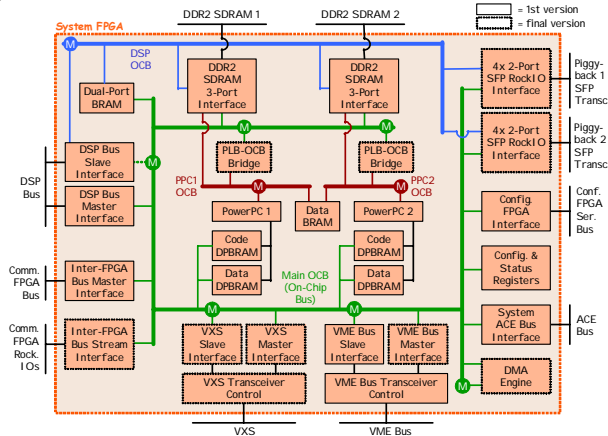 DDR2 SDRAM 1
DDR2 SDRAM 2
= 1st version
= final version
System FPGA
M
DSP
OCB
DDR2
SDRAM
3-Port
Interface
DDR2
SDRAM
3-Port
Interface
4x 2-Port
SFP RockIO
Interface
Piggy-
back 1
SFP
Transc
Dual-Port
BRAM
M
M
4x 2-Port
SFP RockIO
Interface
Piggy-
back 2
SFP
Transc
DSP Bus
Slave
Interface
M
PLB-OCB
Bridge
PLB-OCB
Bridge
DSP
Bus
PPC1
OCB
M
M
PPC2
OCB
DSP Bus
Master
Interface
PowerPC 1
Data
BRAM
PowerPC 2
Config.
FPGA
Interface
Conf.
FPGA
Ser.
Bus
Code
DPBRAM
Code
DPBRAM
Comm.
FPGA
Bus
Inter-FPGA
Bus Master
Interface
Data
DPBRAM
Main OCB
(On-Chip
Bus)
Data
DPBRAM
Config. &
Status
Registers
M
M
Comm.
FPGA
Rock.
IOs
Inter-FPGA
Bus Stream
Interface
VXS
Slave
Interface
VXS
Master
Interface
VME Bus
Slave
Interface
VME Bus
Master
Interface
System
ACE Bus
Interface
ACE
Bus
VXS Transceiver
Control
VME Bus Transceiver
Control
M
DMA
Engine
VXS
VME Bus